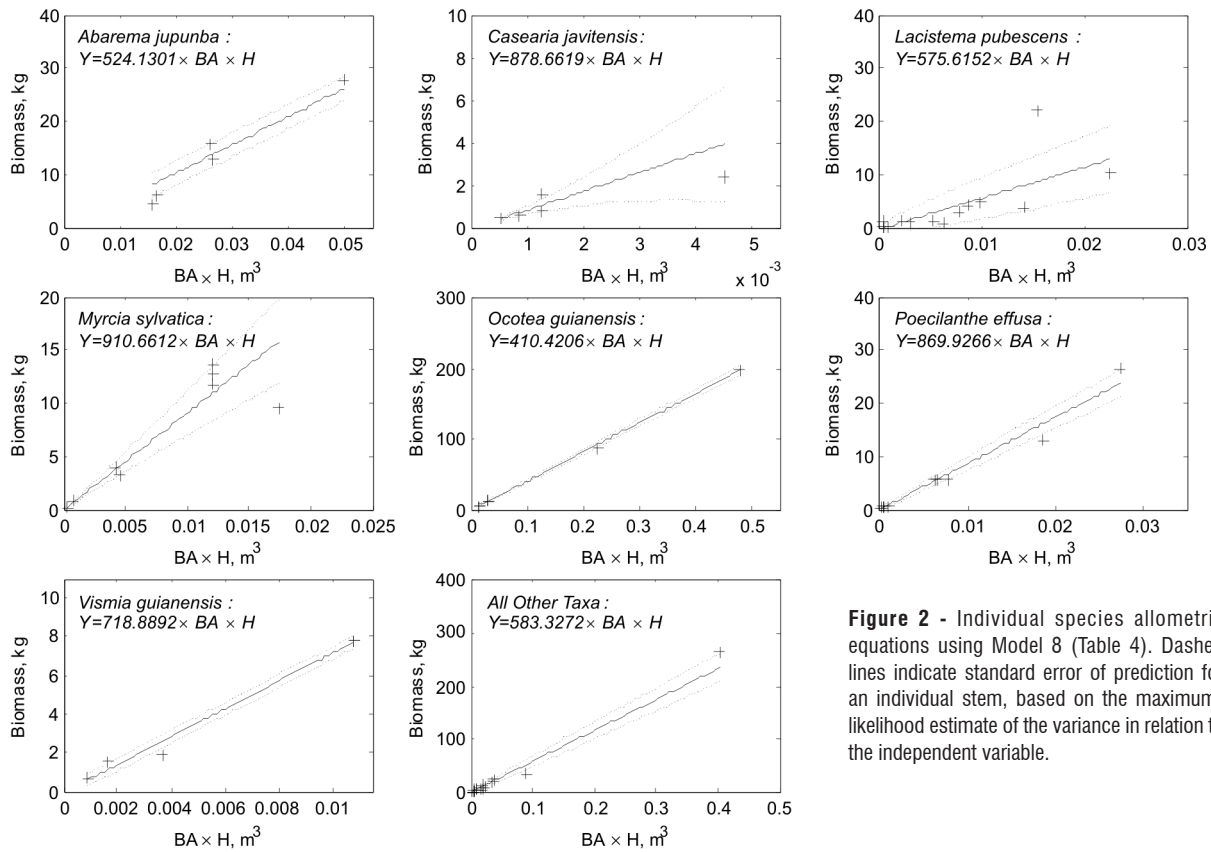 Abarema jupunba :
Y=524.1301× BA × H
Biomass, kg
40
30
20
10
0
0 0.01 0.02 0.03 0.04 0.05
BA × H, m³
Casearia javitensis:
Y=878.6619× BA × H
Biomass, kg
10
8
6
4
2
0
0 1 2 3 4 5
x 10⁻³
BA × H, m³
Lacistema pubescens :
Y=575.6152× BA × H
Biomass, kg
40
30
20
10
0
0 0.01 0.02 0.03
BA × H, m³
Myrcia sylvatica :
Y=910.6612× BA × H
Biomass, kg
20
15
10
5
0
0 0.005 0.01 0.015 0.02 0.025
BA × H, m³
Ocotea guianensis :
Y=410.4206× BA × H
Biomass, kg
300
200
100
0
0 0.1 0.2 0.3 0.4 0.5
BA × H, m³
Poecilanthe effusa :
Y=869.9266× BA × H
Biomass, kg
40
30
20
10
0
0 0.01 0.02 0.03
BA × H, m³
Vismia guianensis :
Y=718.8892× BA × H
Biomass, kg
10
8
6
4
2
0
0 0.002 0.004 0.006 0.008 0.01
BA × H, m³
All Other Taxa :
Y=583.3272× BA × H
Biomass, kg
400
300
200
100
0
0 0.1 0.2 0.3 0.4 0.5
BA × H, m³
Figure 2 - Individual species allometri
equations using Model 8 (Table 4). Dashe
lines indicate standard error of prediction fo
an individual stem, based on the maximum
likelihood estimate of the variance in relation t
the independent variable.